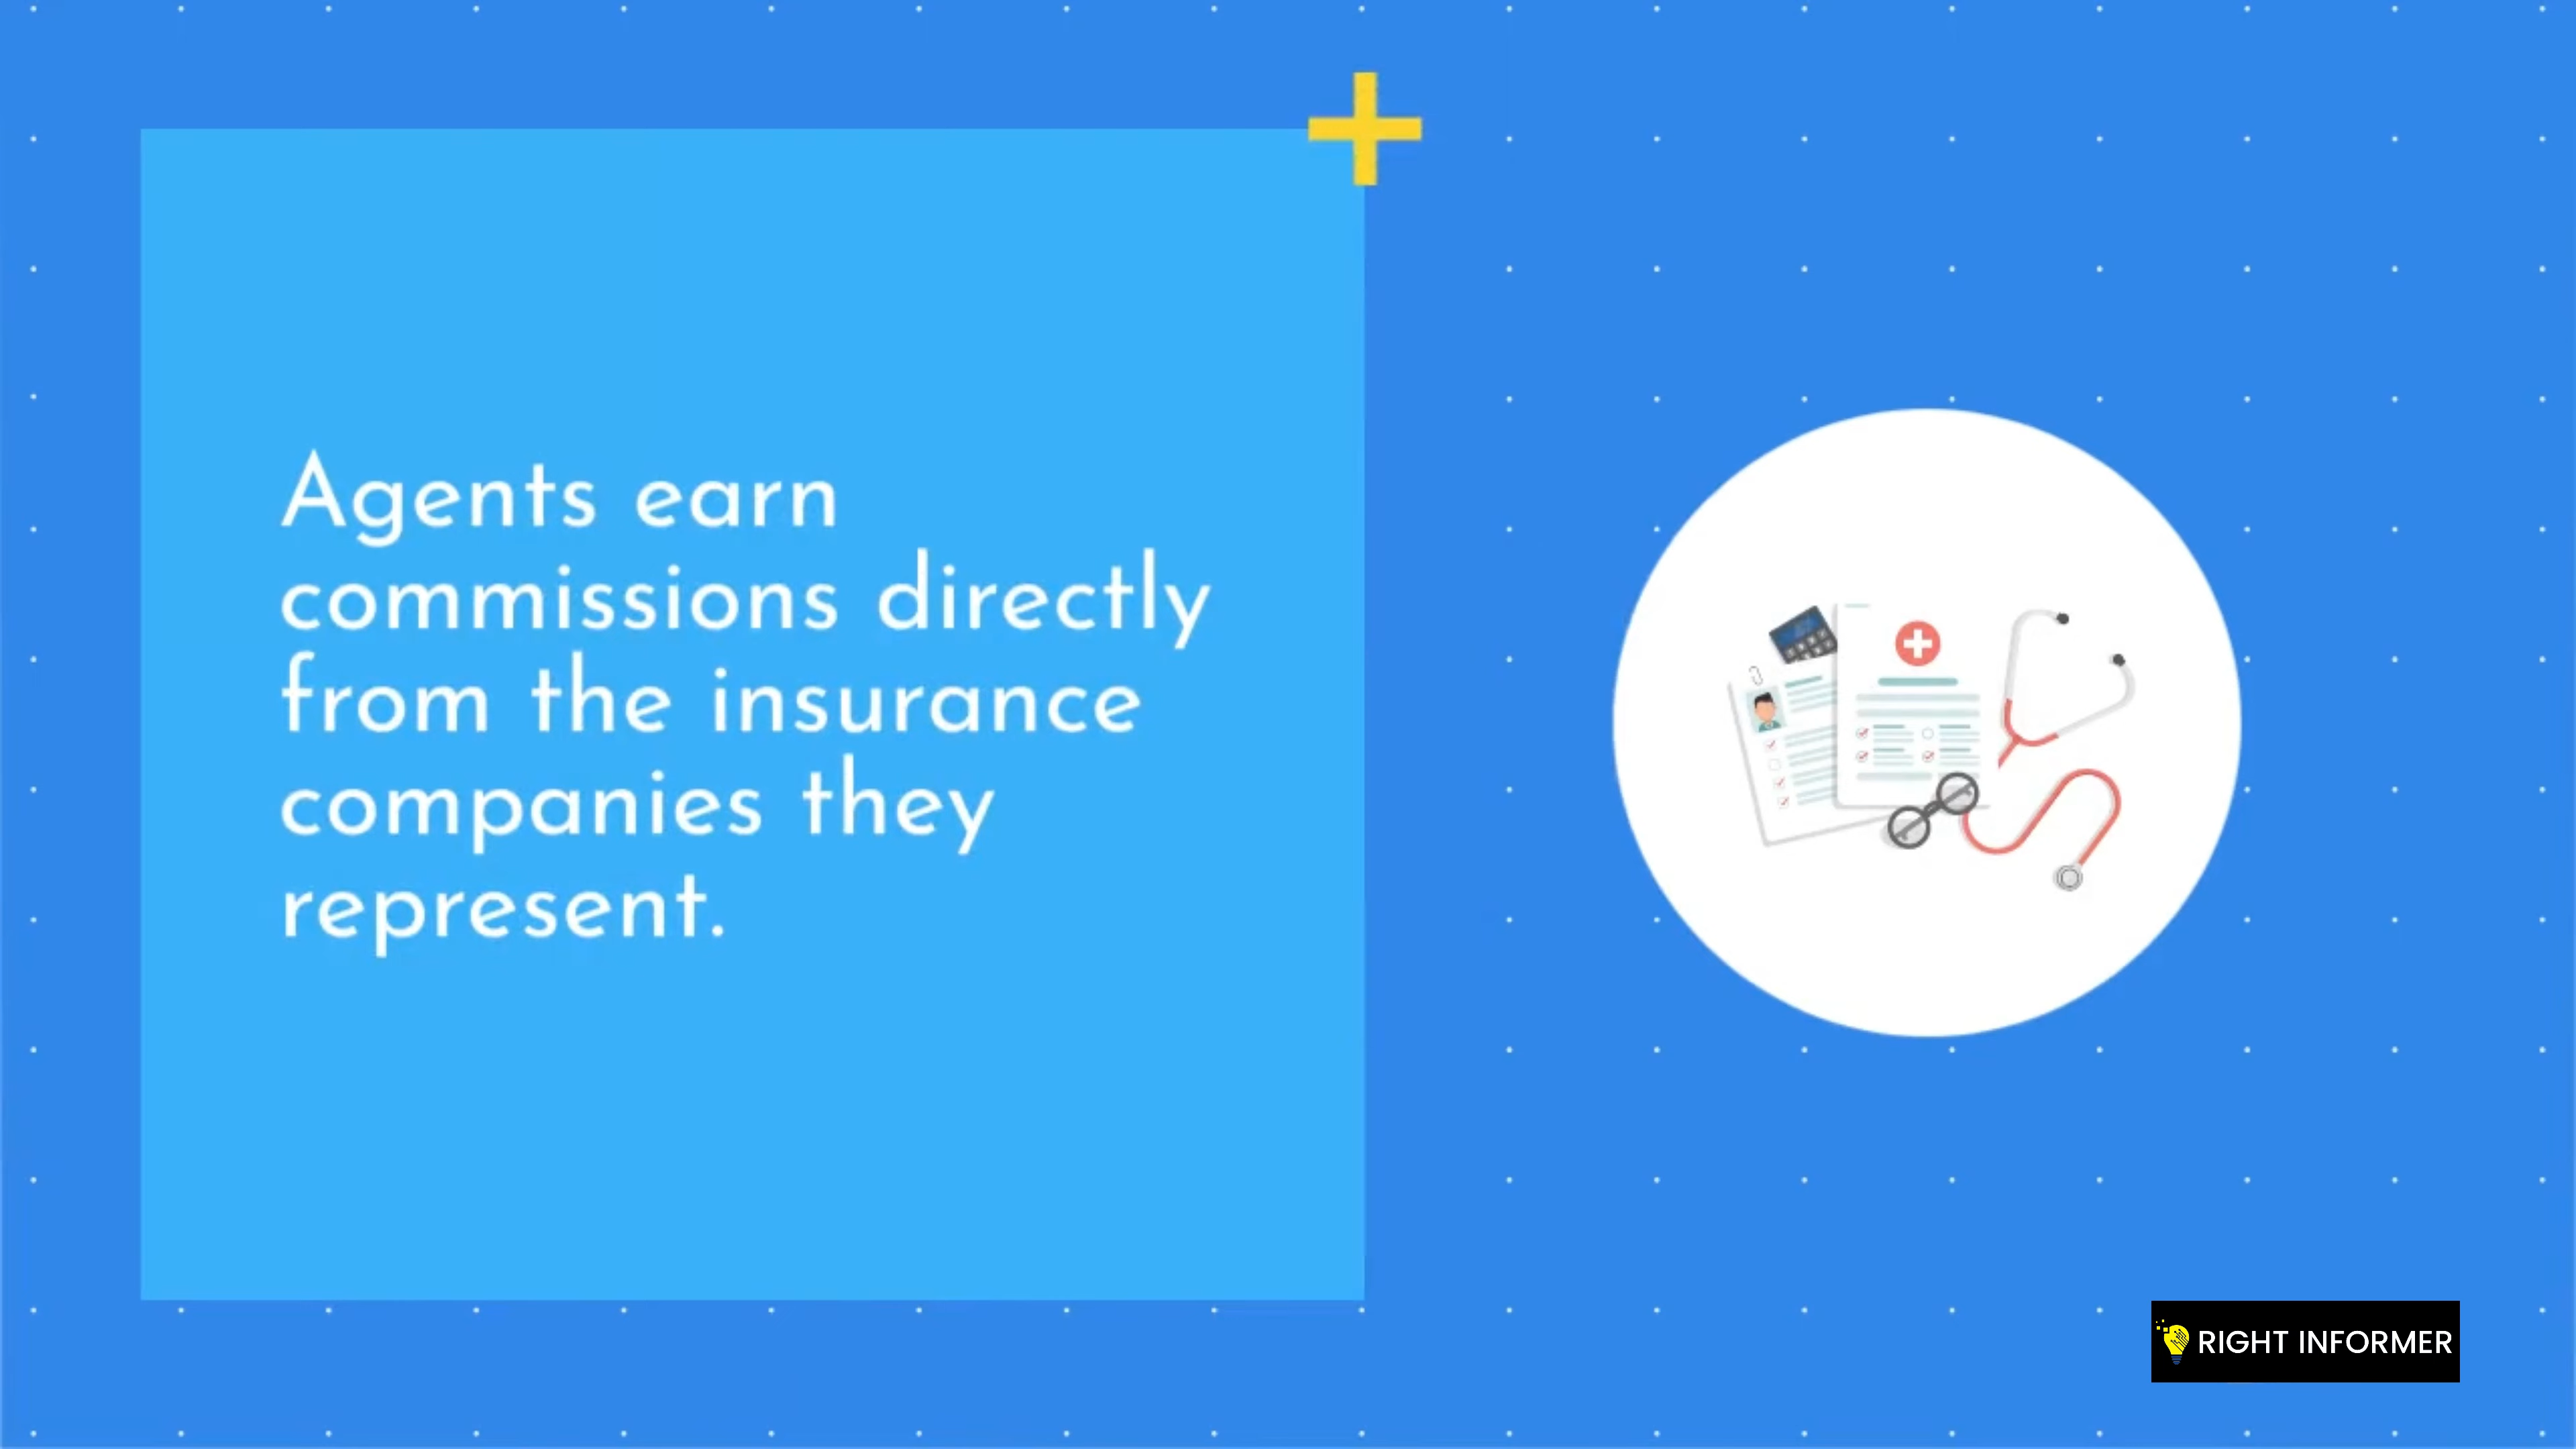 Agents earn
commissions directly
from the insurance
companies they
represent.
RIGHT INFORMER